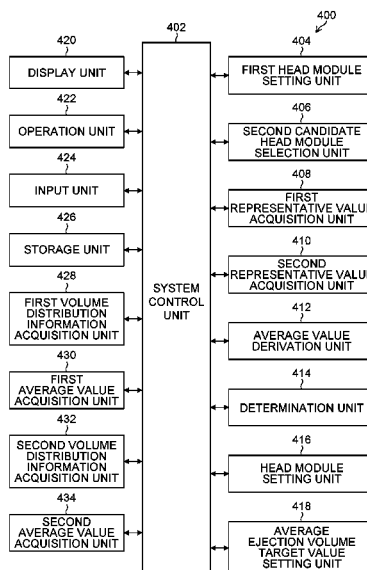 400
402
420
DISPLAY UNIT
422
OPERATION UNIT
424
INPUT UNIT
426
STORAGE UNIT
428
FIRST VOLUME
DISTRIBUTION
INFORMATION
ACQUISITION UNIT
430
FIRST
AVERAGE VALUE
ACQUISITION UNIT
432
SECOND VOLUME
DISTRIBUTION
INFORMATION
ACQUISITION UNIT
434
SECOND
AVERAGE VALUE
ACQUISITION UNIT
SYSTEM
CONTROL
UNIT
404
FIRST HEAD MODULE
SETTING UNIT
406
SECOND
CANDIDATE
HEAD MODULE
SELECTION UNIT
408
FIRST
REPRESENTATIVE VALUE
ACQUISITION UNIT
410
SECOND
REPRESENTATIVE VALUE
ACQUISITION UNIT
412
AVERAGE VALUE
DERIVATION UNIT
414
DETERMINATION UNIT
416
HEAD MODULE
SETTING UNIT
418
AVERAGE
EJECTION VOLUME
TARGET VALUE
SETTING UNIT